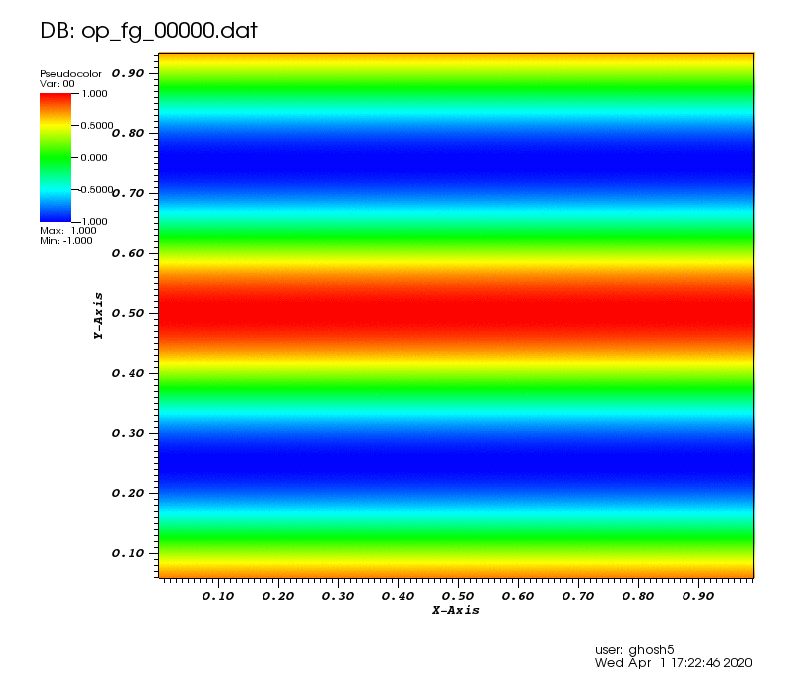 DB: op_fg_00000.dat
Pseudocolor
Var: 00
1.000
0.5000
0.000
-0.5000
-1.000
Max: 1.000
Min: -1.000
0.90
0.80
0.70
0.60
0.50
0.40
0.30
0.20
0.10
Y-Axis
0.10 0.20 0.30 0.40 0.50 0.60 0.70 0.80 0.90
X-Axis
user: ghosh5
Wed Apr 1 17:22:46 2020